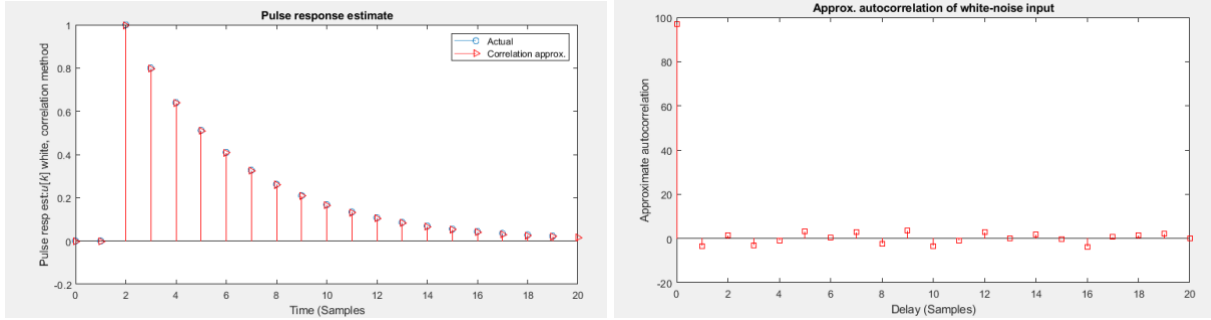 Pulse response estimate
Pulse resp est:u[k] white, correlation method
1
0.8
0.6
0.4
0.2
0
-0.2
Actual
Correlation approx.
0 2 4 6 8 10 12 14 16 18 20
Time (Samples
Approx. autocorrelation of white-noise input
Approximate autocorrelation
100
80
60
40
20
0
-20
0 2 4 6 8 10 12 14 16 18 20
Delay (Samples)